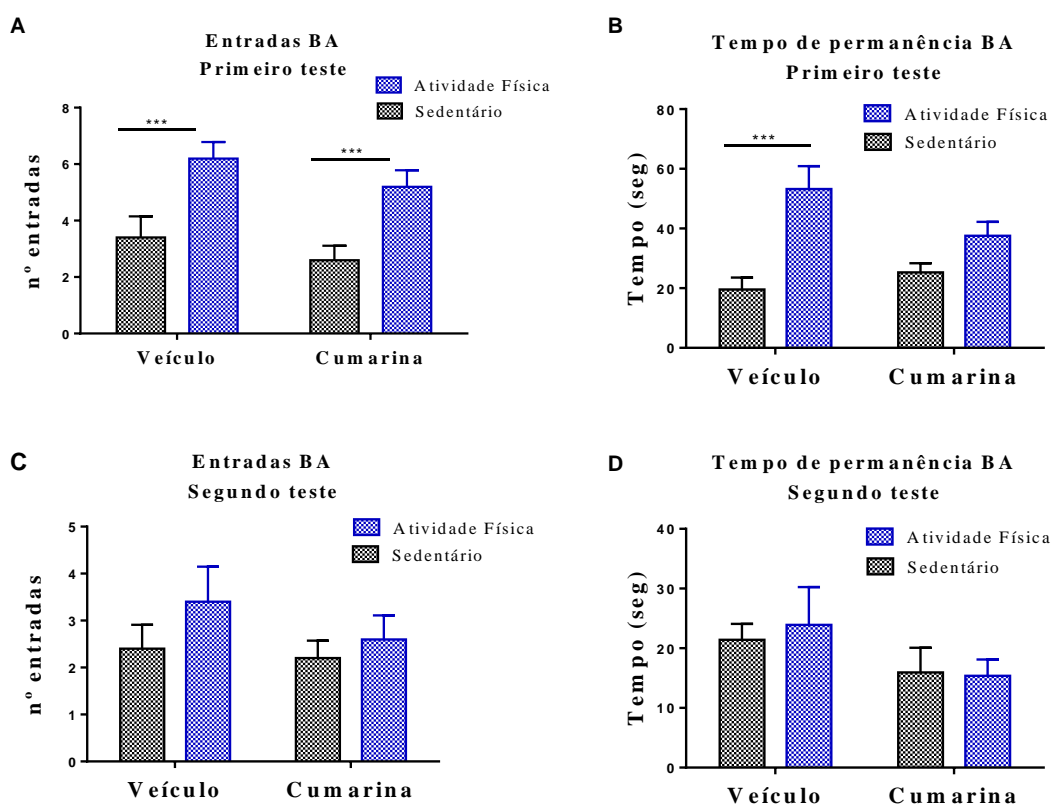 A
Entradas BA
Primeiro teste
Atividade Física
Sedentário
8
6
4
2
0
nº entradas
***
***
Veículo
Cumarina
B
Tempo de permanência BA
Primeiro teste
Atividade Física
Sedentário
80
60
40
20
0
Tempo (seg)
***
Veículo
Cumarina
C
Entradas BA
Segundo teste
Atividade Física
Sedentário
5
4
3
2
1
0
nº entradas
Veículo
Cumarina
D
Tempo de permanência BA
Segundo teste
Atividade Física
Sedentário
40
30
20
10
0
Tempo (seg)
Veículo
Cumarina